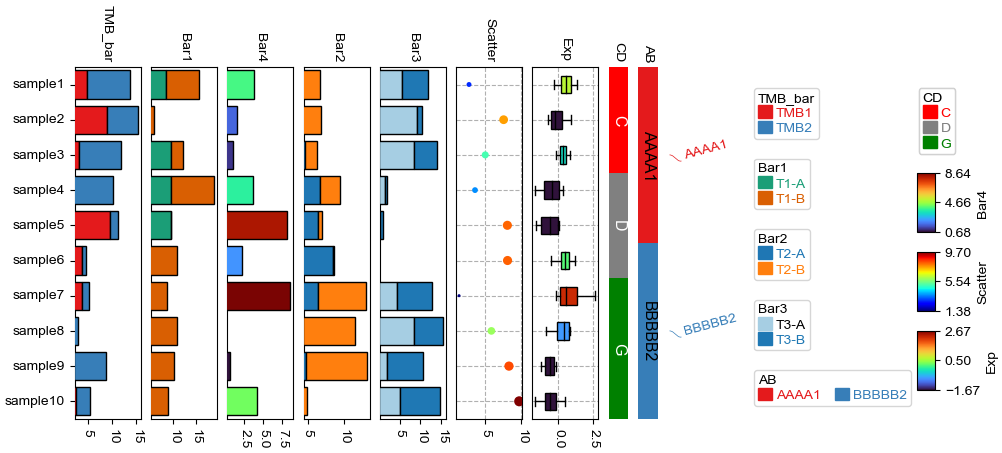 TMB_bar
Bar1
Bar4
Bar2
Bar3
Scatter
Exp
CD
AB
sample1
sample2
sample3
sample4
sample5
sample6
sample7
sample8
sample9
sample10
5 10 15
5 10 15
2.5 5.0 7.5
5 10
5 10 15
5 10
0.0 2.5
C
D
G
AAAA1
BBBBB2
AAAA1
BBBBB2
TMB_bar
TMB1
TMB2
Bar1
T1-A
T1-B
Bar2
T2-A
T2-B
Bar3
T3-A
T3-B
AB
AAAA1 BBBBB2
CD
C
D
G
8.64
4.66
0.68
Bar4
9.70
5.54
1.38
Scatter
2.67
0.50
−1.67
Exp